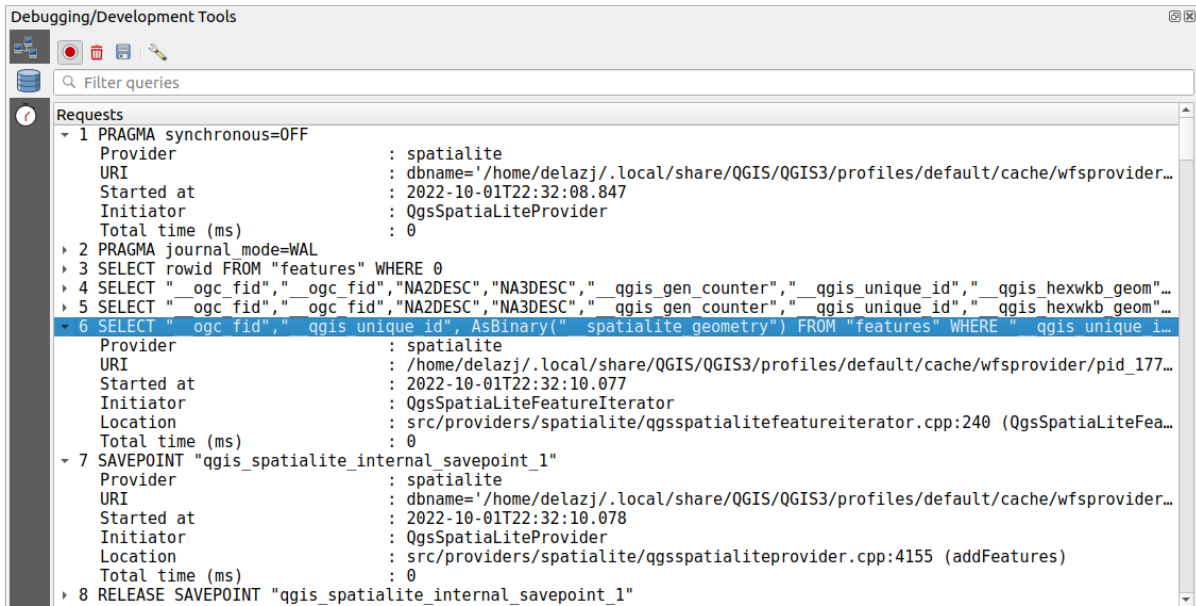 Debugging/Development Tools
Filter queries
Requests
1 PRAGMA synchronous=OFF
Provider : spatialite
URI : dbname='/home/delazj/.local/share/QGIS/QGIS3/profiles/default/cache/wfsprovider…
Started at : 2022-10-01T22:32:08.847
Initiator : QgsSpatiaLiteProvider
Total time (ms) : 0
2 PRAGMA journal_mode=WAL
3 SELECT rowid FROM "features" WHERE 0
4 SELECT "__ogc_fid","__ogc_fid","NA2DESC","NA3DESC","__qgis_gen_counter","__qgis_unique_id","__qgis_hexwkb_geom"…
5 SELECT "__ogc_fid","__ogc_fid","NA2DESC","NA3DESC","__qgis_gen_counter","__qgis_unique_id","__qgis_hexwkb_geom"…
6 SELECT "__ogc_fid","__qgis_unique_id", AsBinary("__spatialite_geometry") FROM "features" WHERE "__qgis_unique_i…
Provider : spatialite
URI : /home/delazj/.local/share/QGIS/QGIS3/profiles/default/cache/wfsprovider/pid_177…
Started at : 2022-10-01T22:32:10.077
Initiator : QgsSpatiaLiteFeatureIterator
Location : src/providers/spatialite/qgsspatialitefeatureiterator.cpp:240 (QgsSpatiaLiteFea…
Total time (ms) : 0
7 SAVEPOINT "qgis_spatialite_internal_savepoint_1"
Provider : spatialite
URI : dbname='/home/delazj/.local/share/QGIS/QGIS3/profiles/default/cache/wfsprovider…
Started at : 2022-10-01T22:32:10.078
Initiator : QgsSpatiaLiteProvider
Location : src/providers/spatialite/qgsspatialiteprovider.cpp:4155 (addFeatures)
Total time (ms) : 0
8 RELEASE SAVEPOINT "qgis_spatialite_internal_savepoint_1"